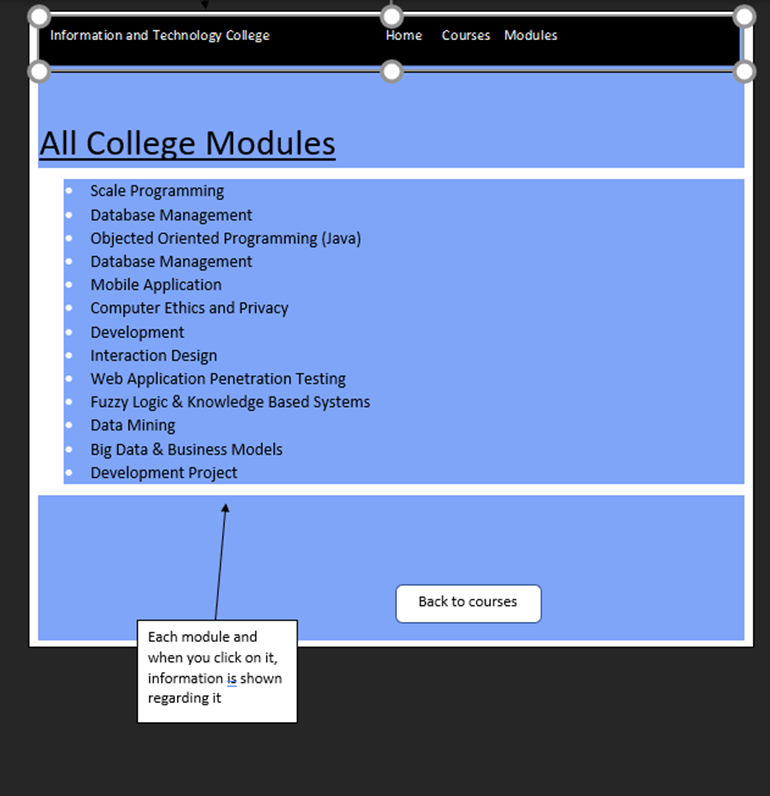 Information and Technology College Home Courses Modules
All College Modules
Scale Programming
Database Management
Objected Oriented Programming (Java)
Database Management
Mobile Application
Computer Ethics and Privacy
Development
Interaction Design
Web Application Penetration Testing
Fuzzy Logic & Knowledge Based Systems
Data Mining
Big Data & Business Models
Development Project
Back to courses
Each module and
when you click on it,
information is shown
regarding it